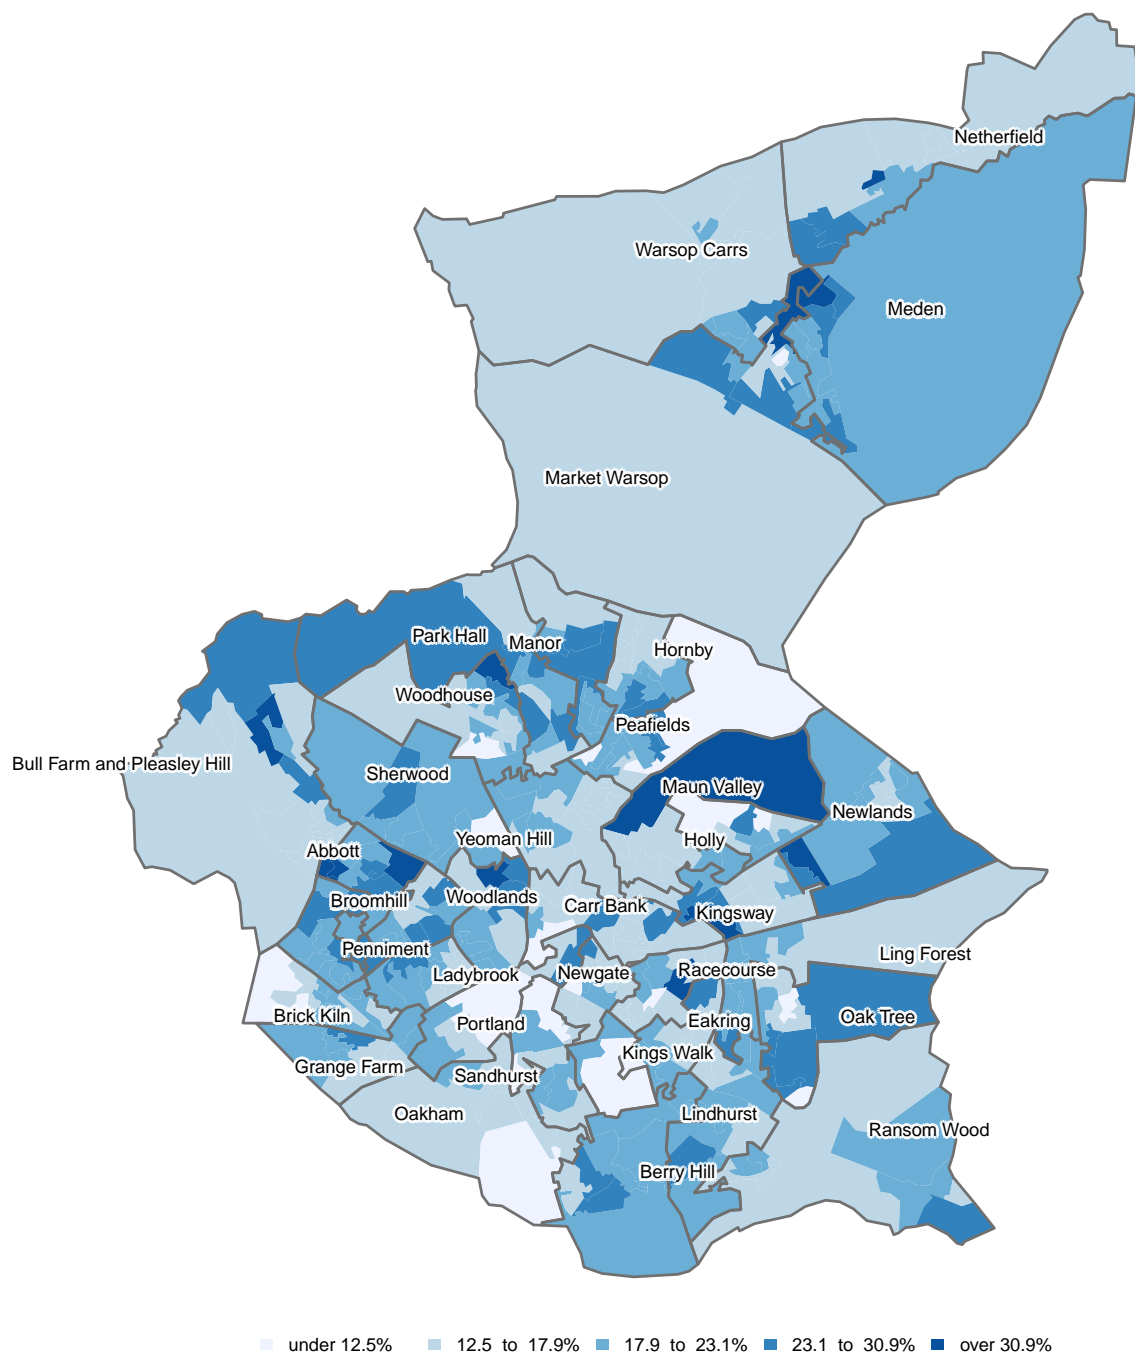 Netherfield
Warsop Carrs
Meden
Market Warsop
Park Hall
Manor
Hornby
Woodhouse
Peafields
Bull Farm and Pleasley Hill
Sherwood
Maun Valley
Newlands
Yeoman Hill
Holly
Abbott
Broomhill
Woodlands
Carr Bank
Kingsway
Penniment
Ling Forest
Ladybrook
Newgate
Racecourse
Brick Kiln
Portland
Eakring
Oak Tree
Grange Farm
Kings Walk
Sandhurst
Oakham
Lindhurst
Ransom Wood
Berry Hill
under 12.5% 12.5 to 17.9% 17.9 to 23.1% 23.1 to 30.9% over 30.9%